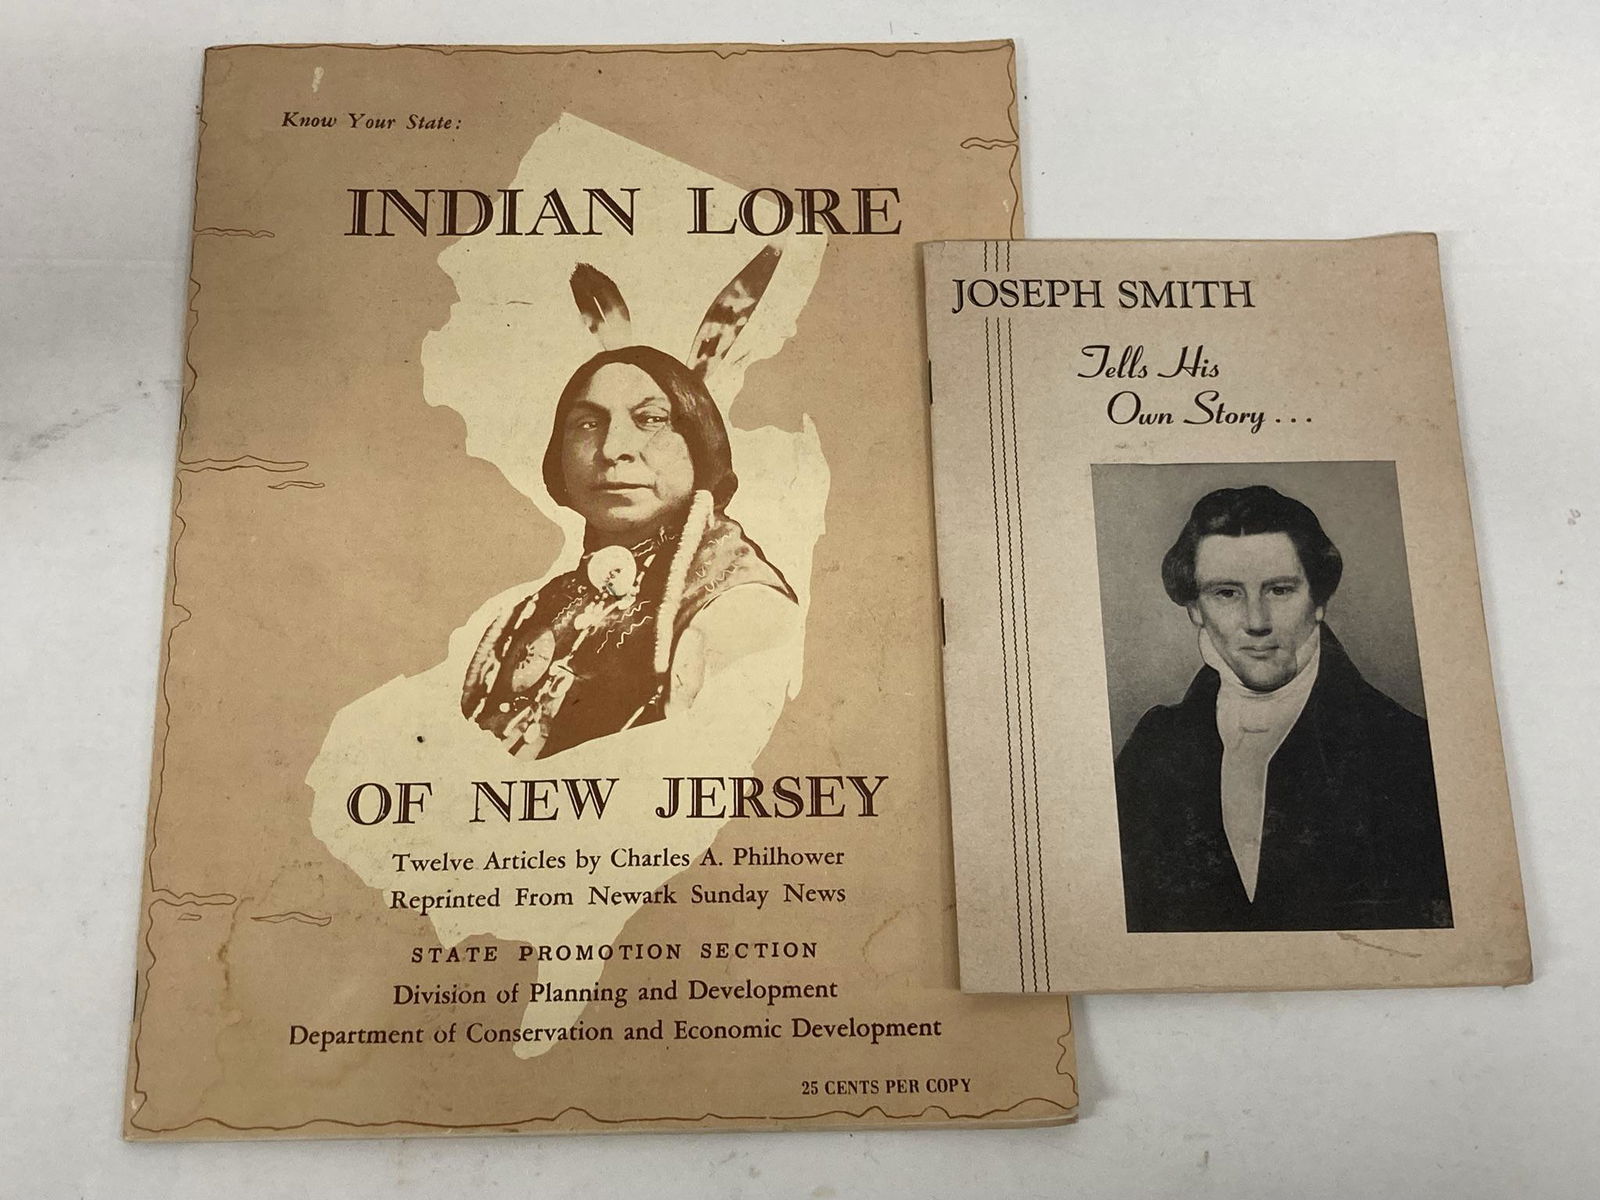 Know Your State:
INDIAN LORE
OF NEW JERSEY
Twelve Articles by Charles A. Philhower
Reprinted From Newark Sunday News
STATE PROMOTION SECTION
Division of Planning and Development
Department of Conservation and Economic Development
25 CENTS PER COPY
JOSEPH SMITH
Tells His
Own Story...